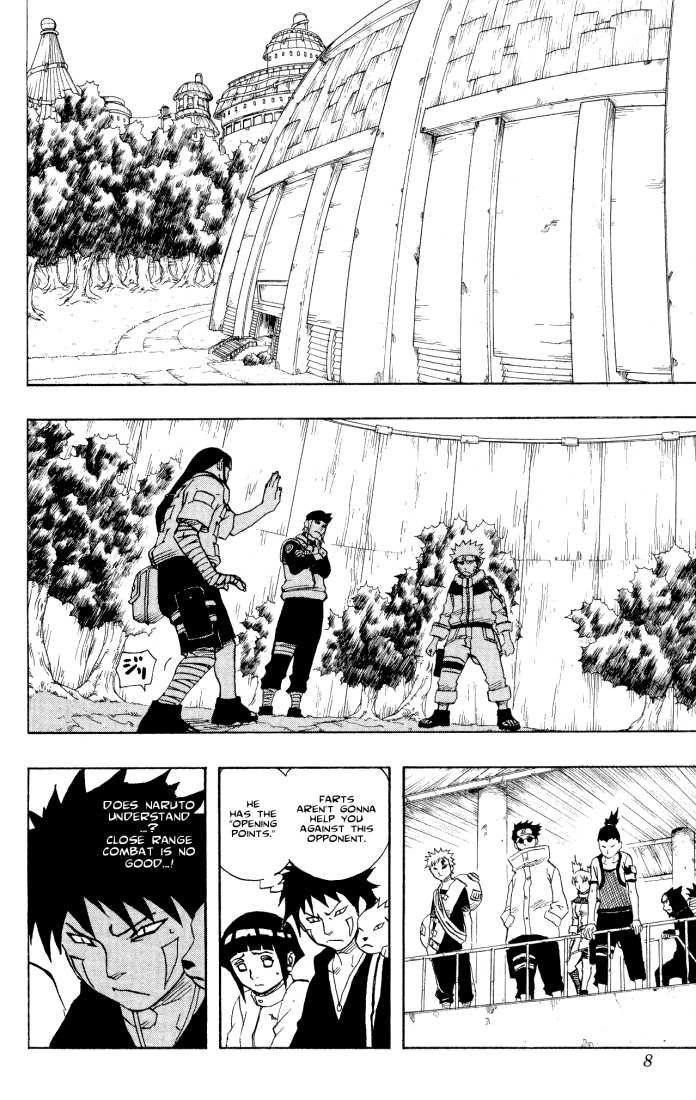 ジリ
FARTS
AREN'T GONNA
HELP YOU
AGAINST THIS
OPPONENT.
HE
HAS THE
"OPENING
POINTS."
DOES NARUTO
UNDERSTAND
...?
CLOSE RANGE
COMBAT IS NO
GOOD...!
8